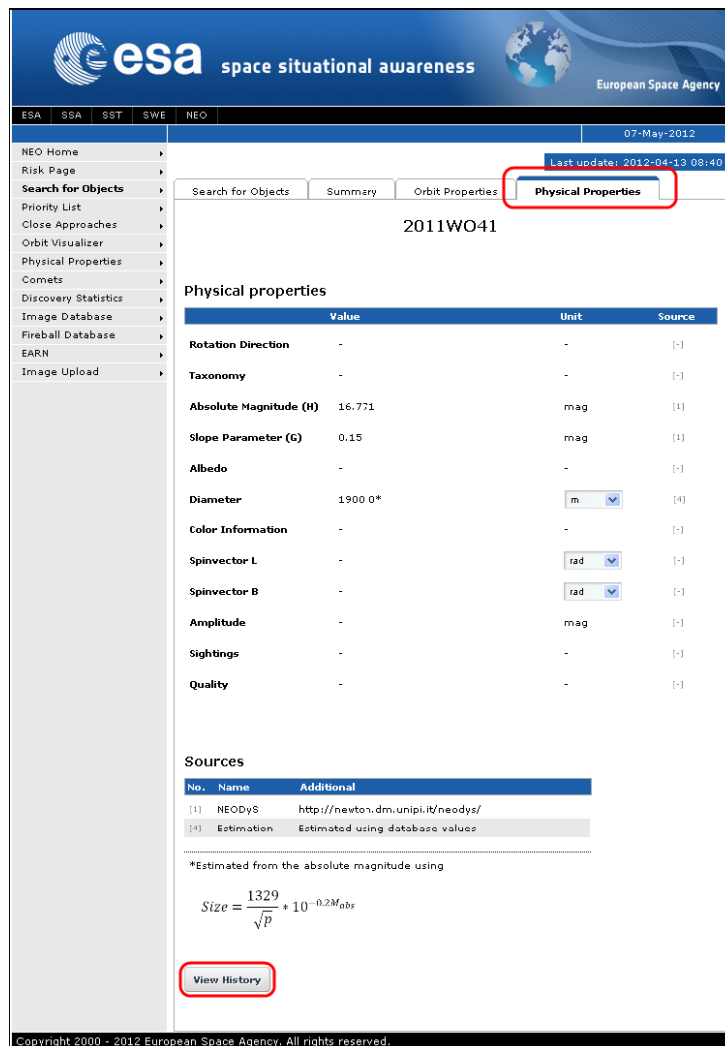 esa space situational awareness
European Space Agency
ESA SSA SST SWE NEO
07-May-2012
Last update: 2012-04-13 08:40
NEO Home
Risk Page
Search for Objects
Priority List
Close Approaches
Orbit Visualizer
Physical Properties
Comets
Discovery Statistics
Image Database
Fireball Database
EARN
Image Upload
Search for Objects Summary Orbit Properties Physical Properties
2011WO41
Physical properties
Value Unit Source
Rotation Direction - - [-]
Taxonomy - - [-]
Absolute Magnitude (H) 16.771 mag [1]
Slope Parameter (G) 0.15 mag [1]
Albedo - - [-]
Diameter 1900 0* m [4]
Color Information - - [-]
Spinvector L - rad [-]
Spinvector B - rad [-]
Amplitude - mag [-]
Sightings - - [-]
Quality - - [-]
Sources
No. Name Additional
[1] NEODyS http://newton.dm.unipi.it/neodys/
[4] Estimation Estimated using database values
*Estimated from the absolute magnitude using
Size = 1329/√p * 10^(-0.2M_abs)
View History
Copyright 2000 - 2012 European Space Agency. All rights reserved.